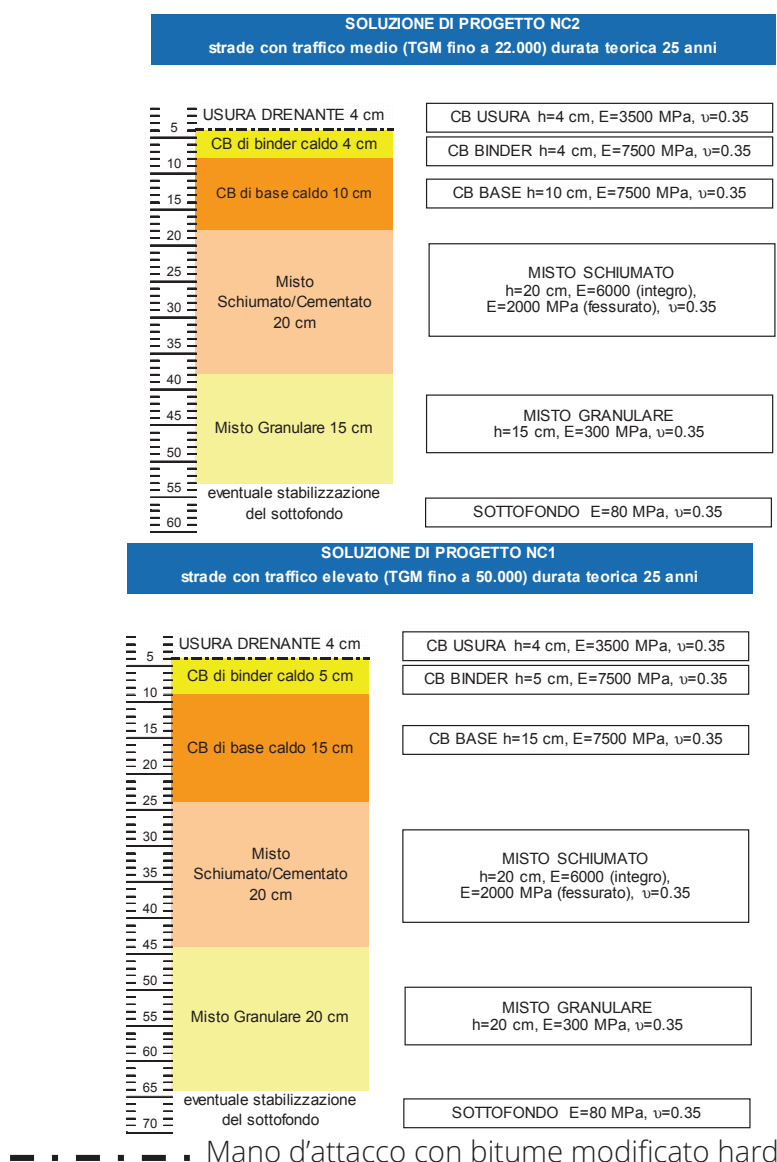 SOLUZIONE DI PROGETTO NC2
strade con traffico medio (TGM fino a 22.000) durata teorica 25 anni
USURA DRENANTE 4 cm
CB USURA h=4 cm, E=3500 MPa, υ=0.35
5
CB di binder caldo 4 cm
CB BINDER h=4 cm, E=7500 MPa, υ=0.35
10
CB di base caldo 10 cm
CB BASE h=10 cm, E=7500 MPa, υ=0.35
15
20
25
Misto
Schiumato/Cementato
20 cm
MISTO SCHIUMATO
h=20 cm, E=6000 (integro),
E=2000 MPa (fessurato), υ=0.35
30
35
40
45
Misto Granulare 15 cm
MISTO GRANULARE
h=15 cm, E=300 MPa, υ=0.35
50
55
eventuale stabilizzazione
del sottofondo
SOTTOFONDO E=80 MPa, υ=0.35
60
SOLUZIONE DI PROGETTO NC1
strade con traffico elevato (TGM fino a 50.000) durata teorica 25 anni
USURA DRENANTE 4 cm
CB USURA h=4 cm, E=3500 MPa, υ=0.35
5
CB di binder caldo 5 cm
CB BINDER h=5 cm, E=7500 MPa, υ=0.35
10
15
CB di base caldo 15 cm
CB BASE h=15 cm, E=7500 MPa, υ=0.35
20
25
30
Misto
Schiumato/Cementato
20 cm
MISTO SCHIUMATO
h=20 cm, E=6000 (integro),
E=2000 MPa (fessurato), υ=0.35
35
40
45
50
55
Misto Granulare 20 cm
MISTO GRANULARE
h=20 cm, E=300 MPa, υ=0.35
60
65
eventuale stabilizzazione
del sottofondo
SOTTOFONDO E=80 MPa, υ=0.35
70
Mano d’attacco con bitume modificato hard